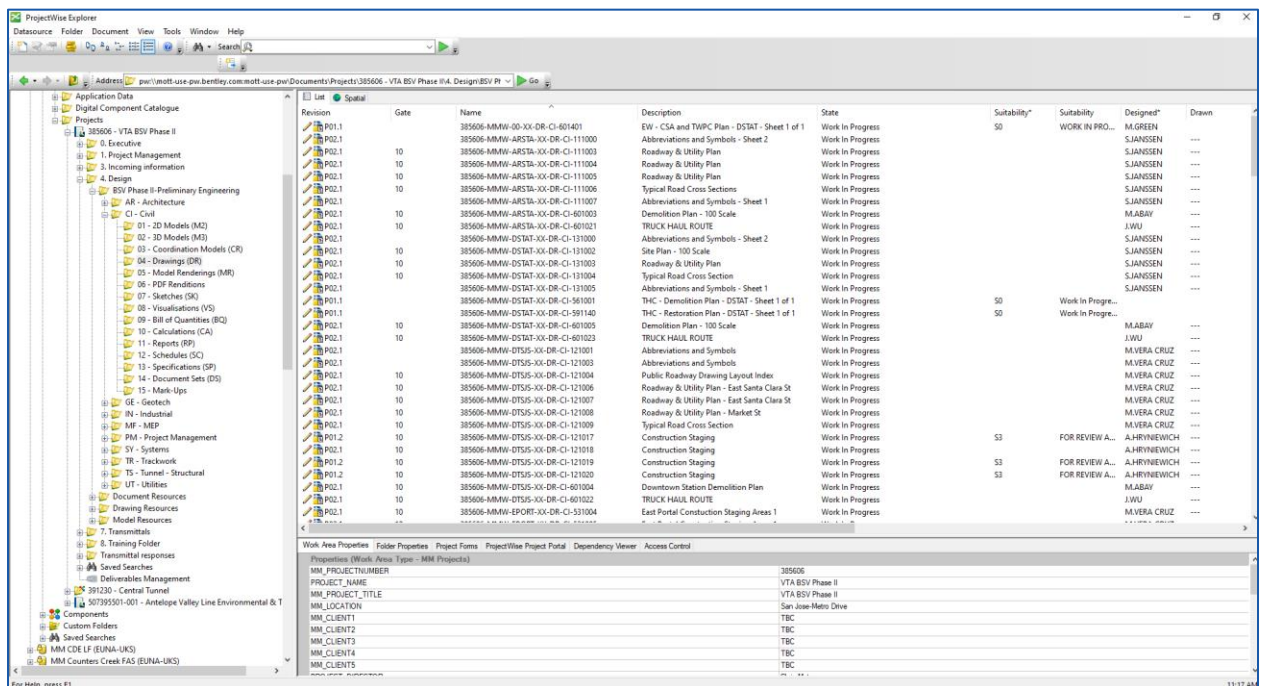 ProjectWise Explorer
Datasource Folder Document View Tools Window Help
Search
Address pw:\\mott-use-pw.bentley.com:mott-use-pw\Documents\Projects\385606 - VTA BSV Phase II\4. Design\BSV Ph Go
Application Data
Digital Component Catalogue
Projects
385606 - VTA BSV Phase II
0. Executive
1. Project Management
3. Incoming information
4. Design
BSV Phase II-Preliminary Engineering
AR - Architecture
CI - Civil
01 - 2D Models (M2)
02 - 3D Models (M3)
03 - Coordination Models (CR)
04 - Drawings (DR)
05 - Model Renderings (MR)
06 - PDF Renditions
07 - Sketches (SK)
08 - Visualisations (VS)
09 - Bill of Quantities (BQ)
10 - Calculations (CA)
11 - Reports (RP)
12 - Schedules (SC)
13 - Specifications (SP)
14 - Document Sets (DS)
15 - Mark-Ups
GE - Geotech
IN - Industrial
MF - MEP
PM - Project Management
SY - Systems
TR - Trackwork
TS - Tunnel - Structural
UT - Utilities
Document Resources
Drawing Resources
Model Resources
7. Transmittals
8. Training Folder
Transmittal responses
Saved Searches
Deliverables Management
391230 - Central Tunnel
507395501-001 - Antelope Valley Line Environmental & T
Components
Custom Folders
Saved Searches
MM CDE LF (EUNA-UKS)
MM Counters Creek FAS (EUNA-UKS)
List Spatial
Revision Gate Name Description State Suitability* Suitability Designed* Drawn
P01.1 385606-MMW-00-XX-DR-CI-601401 EW - CSA and TWPC Plan - DSTAT - Sheet 1 of 1 Work In Progress S0 WORK IN PRO... M.GREEN
P02.1 385606-MMW-ARSTA-XX-DR-CI-111000 Abbreviations and Symbols - Sheet 2 Work In Progress S.JANSSEN ---
P02.1 10 385606-MMW-ARSTA-XX-DR-CI-111003 Roadway & Utility Plan Work In Progress S.JANSSEN ---
P02.1 10 385606-MMW-ARSTA-XX-DR-CI-111004 Roadway & Utility Plan Work In Progress S.JANSSEN ---
P02.1 10 385606-MMW-ARSTA-XX-DR-CI-111005 Roadway & Utility Plan Work In Progress S.JANSSEN ---
P02.1 10 385606-MMW-ARSTA-XX-DR-CI-111006 Typical Road Cross Sections Work In Progress S.JANSSEN ---
P02.1 385606-MMW-ARSTA-XX-DR-CI-111007 Abbreviations and Symbols - Sheet 1 Work In Progress S.JANSSEN ---
P02.1 10 385606-MMW-ARSTA-XX-DR-CI-601003 Demolition Plan - 100 Scale Work In Progress M.ABAY ---
P02.1 10 385606-MMW-ARSTA-XX-DR-CI-601021 TRUCK HAUL ROUTE Work In Progress J.WU ---
P02.1 385606-MMW-DSTAT-XX-DR-CI-131000 Abbreviations and Symbols - Sheet 2 Work In Progress S.JANSSEN ---
P02.1 10 385606-MMW-DSTAT-XX-DR-CI-131002 Site Plan - 100 Scale Work In Progress S.JANSSEN ---
P02.1 10 385606-MMW-DSTAT-XX-DR-CI-131003 Roadway & Utility Plan Work In Progress S.JANSSEN ---
P02.1 10 385606-MMW-DSTAT-XX-DR-CI-131004 Typical Road Cross Section Work In Progress S.JANSSEN ---
P02.1 385606-MMW-DSTAT-XX-DR-CI-131005 Abbreviations and Symbols - Sheet 1 Work In Progress S.JANSSEN ---
P01.1 385606-MMW-DSTAT-XX-DR-CI-561001 THC - Demolition Plan - DSTAT - Sheet 1 of 1 Work In Progress S0 Work In Progre...
P01.1 385606-MMW-DSTAT-XX-DR-CI-591140 THC - Restoration Plan - DSTAT - Sheet 1 of 1 Work In Progress S0 Work In Progre...
P02.1 10 385606-MMW-DSTAT-XX-DR-CI-601005 Demolition Plan - 100 Scale Work In Progress M.ABAY ---
P02.1 10 385606-MMW-DSTAT-XX-DR-CI-601023 TRUCK HAUL ROUTE Work In Progress J.WU ---
P02.1 385606-MMW-DTSJS-XX-DR-CI-121001 Abbreviations and Symbols Work In Progress M.VERA CRUZ ---
P02.1 385606-MMW-DTSJS-XX-DR-CI-121003 Abbreviations and Symbols Work In Progress M.VERA CRUZ ---
P02.1 10 385606-MMW-DTSJS-XX-DR-CI-121004 Public Roadway Drawing Layout Index Work In Progress M.VERA CRUZ ---
P02.1 10 385606-MMW-DTSJS-XX-DR-CI-121006 Roadway & Utility Plan - East Santa Clara St Work In Progress M.VERA CRUZ ---
P02.1 10 385606-MMW-DTSJS-XX-DR-CI-121007 Roadway & Utility Plan - East Santa Clara St Work In Progress M.VERA CRUZ ---
P02.1 10 385606-MMW-DTSJS-XX-DR-CI-121008 Roadway & Utility Plan - Market St Work In Progress M.VERA CRUZ ---
P02.1 10 385606-MMW-DTSJS-XX-DR-CI-121009 Typical Road Cross Section Work In Progress M.VERA CRUZ ---
P01.2 10 385606-MMW-DTSJS-XX-DR-CI-121017 Construction Staging Work In Progress S3 FOR REVIEW A... A.HRYNIEWICH ---
P02.1 10 385606-MMW-DTSJS-XX-DR-CI-121018 Construction Staging Work In Progress A.HRYNIEWICH ---
P01.2 10 385606-MMW-DTSJS-XX-DR-CI-121019 Construction Staging Work In Progress S3 FOR REVIEW A... A.HRYNIEWICH ---
P01.2 10 385606-MMW-DTSJS-XX-DR-CI-121020 Construction Staging Work In Progress S3 FOR REVIEW A... A.HRYNIEWICH ---
P02.1 10 385606-MMW-DTSJS-XX-DR-CI-601004 Downtown Station Demolition Plan Work In Progress M.ABAY ---
P02.1 10 385606-MMW-DTSJS-XX-DR-CI-601022 TRUCK HAUL ROUTE Work In Progress J.WU ---
P02.1 10 385606-MMW-EPORT-XX-DR-CI-531004 East Portal Constuction Staging Areas 1 Work In Progress M.VERA CRUZ ---
Work Area Properties Folder Properties Project Forms ProjectWise Project Portal Dependency Viewer Access Control
Properties (Work Area Type - MM Projects)
MM_PROJECTNUMBER 385606
PROJECT_NAME VTA BSV Phase II
MM_PROJECT_TITLE VTA BSV Phase II
MM_LOCATION San Jose-Metro Drive
MM_CLIENT1 TBC
MM_CLIENT2 TBC
MM_CLIENT3 TBC
MM_CLIENT4 TBC
MM_CLIENT5 TBC
For Help, press F1
11:17 AM